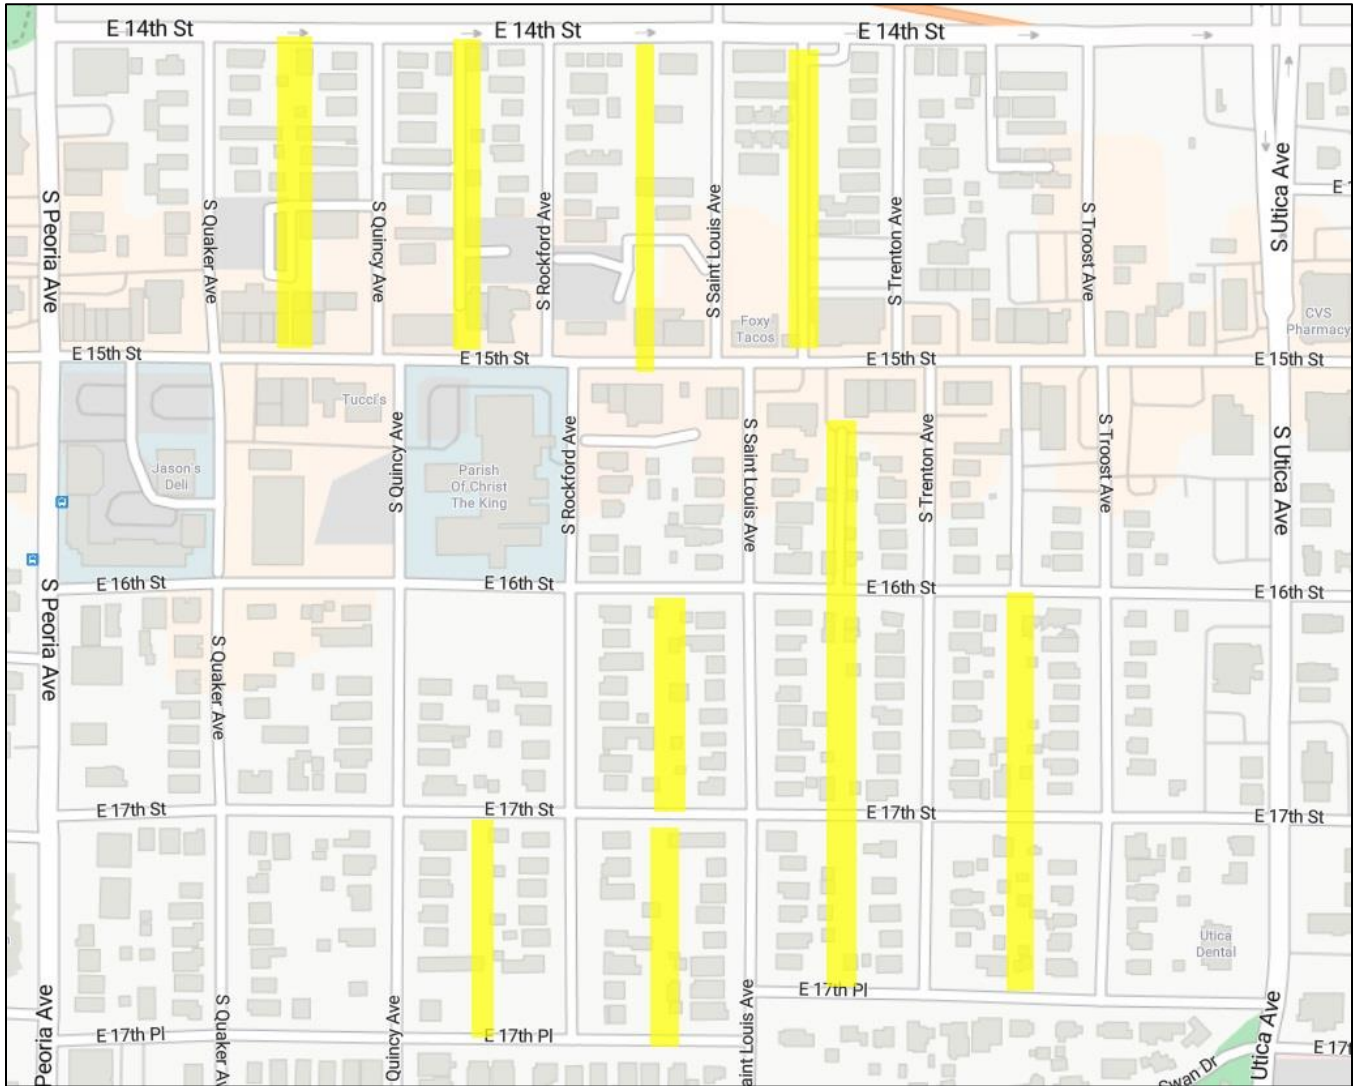 E 14th St
E 14th St
E 14th St
S Peoria Ave
S Quaker Ave
S Quincy Ave
S Rockford Ave
S Saint Louis Ave
S Trenton Ave
S Troost Ave
S Utica Ave
E
Foxy
Tacos
CVS
Pharmacy
E 15th St
E 15th St
E 15th St
E 15th St
Tucci's
Jason's
Deli
Parish
Of Christ
The King
S Quincy Ave
S Rockford Ave
S Saint Louis Ave
S Trenton Ave
S Troost Ave
S Utica Ave
E 16th St
E 16th St
E 16th St
E 16th St
S Peoria Ave
S Quaker Ave
E 17th St
E 17th St
E 17th St
E 17th St
Utica
Dental
E 17th Pl
Peoria Ave
S Quaker Av
Quincy Ave
aint Louis Ave
Utica Ave
E 17th Pl
E 17th Pl
E 17t
Swan Dr